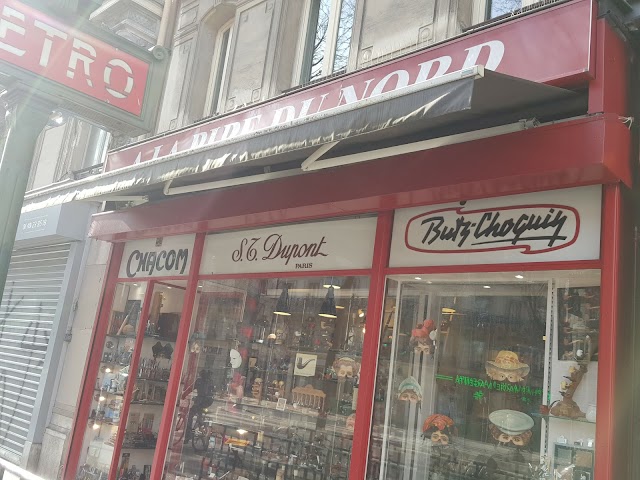 ETRO
A LA PIPE DU NORD
CHACOM
S.T. Dupont
PARIS
Butz-Choquin